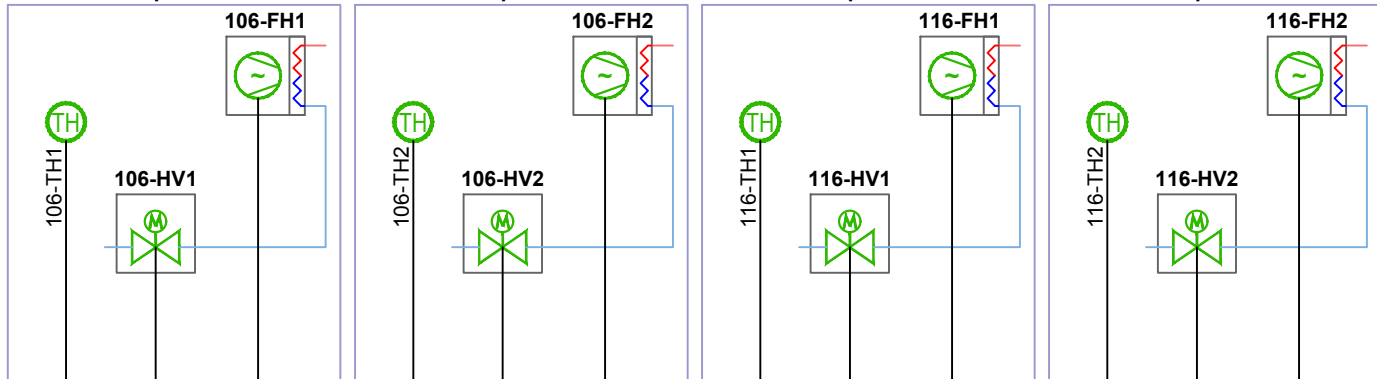 106-FH1
TH
106-TH1
106-HV1
M
~
106-FH2
TH
106-TH2
106-HV2
M
~
116-FH1
TH
116-TH1
116-HV1
M
~
116-FH2
TH
116-TH2
116-HV2
M
~